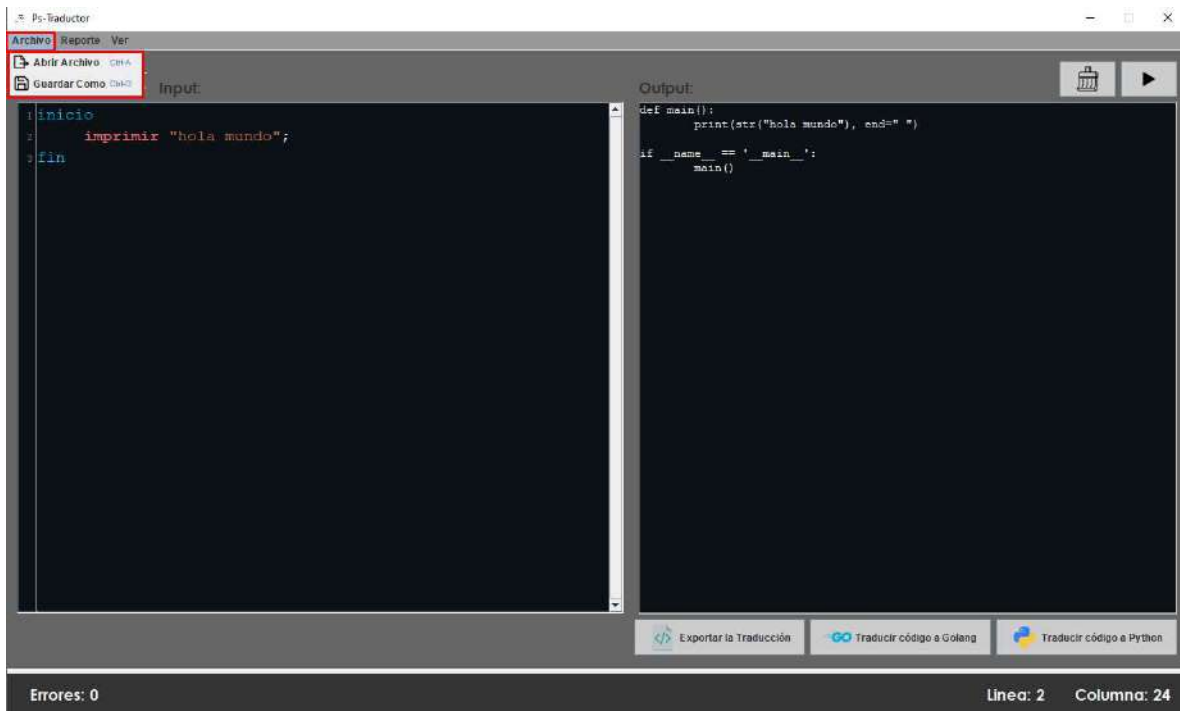 Ps-Traductor
Archivo Reporte Ver
Abrir Archivo Ctrl-A
Guardar Como
Input:
1 inicio
2 imprimir "hola mundo";
3 fin
Output:
def main():
print(str("hola mundo"), end=" ")
if __name__ == '__main__':
main()
Exportar la Traducción
GO Traducir código a Golang
Traducir código a Python
Errores: 0
Linea: 2 Columna: 24